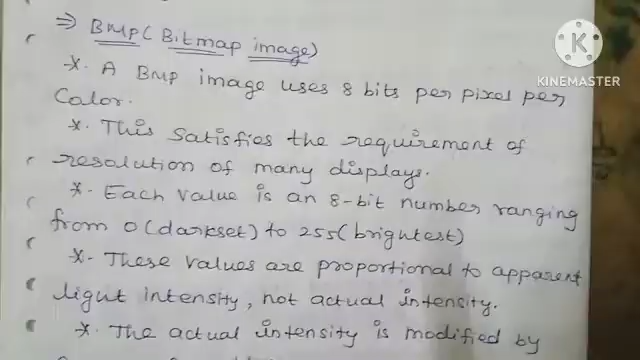 ⇒ BMP (Bitmap image)
*. A BMP image uses 8 bits per pixel per
Color.
*. This satisfies the requirement of
resolution of many displays.
*. Each value is an 8-bit number ranging
from 0 (darkset) to 255 (brightest)
*. These values are proportional to apparent
light intensity, not actual intensity.
*. The actual intensity is modified by
K
KINEMASTER